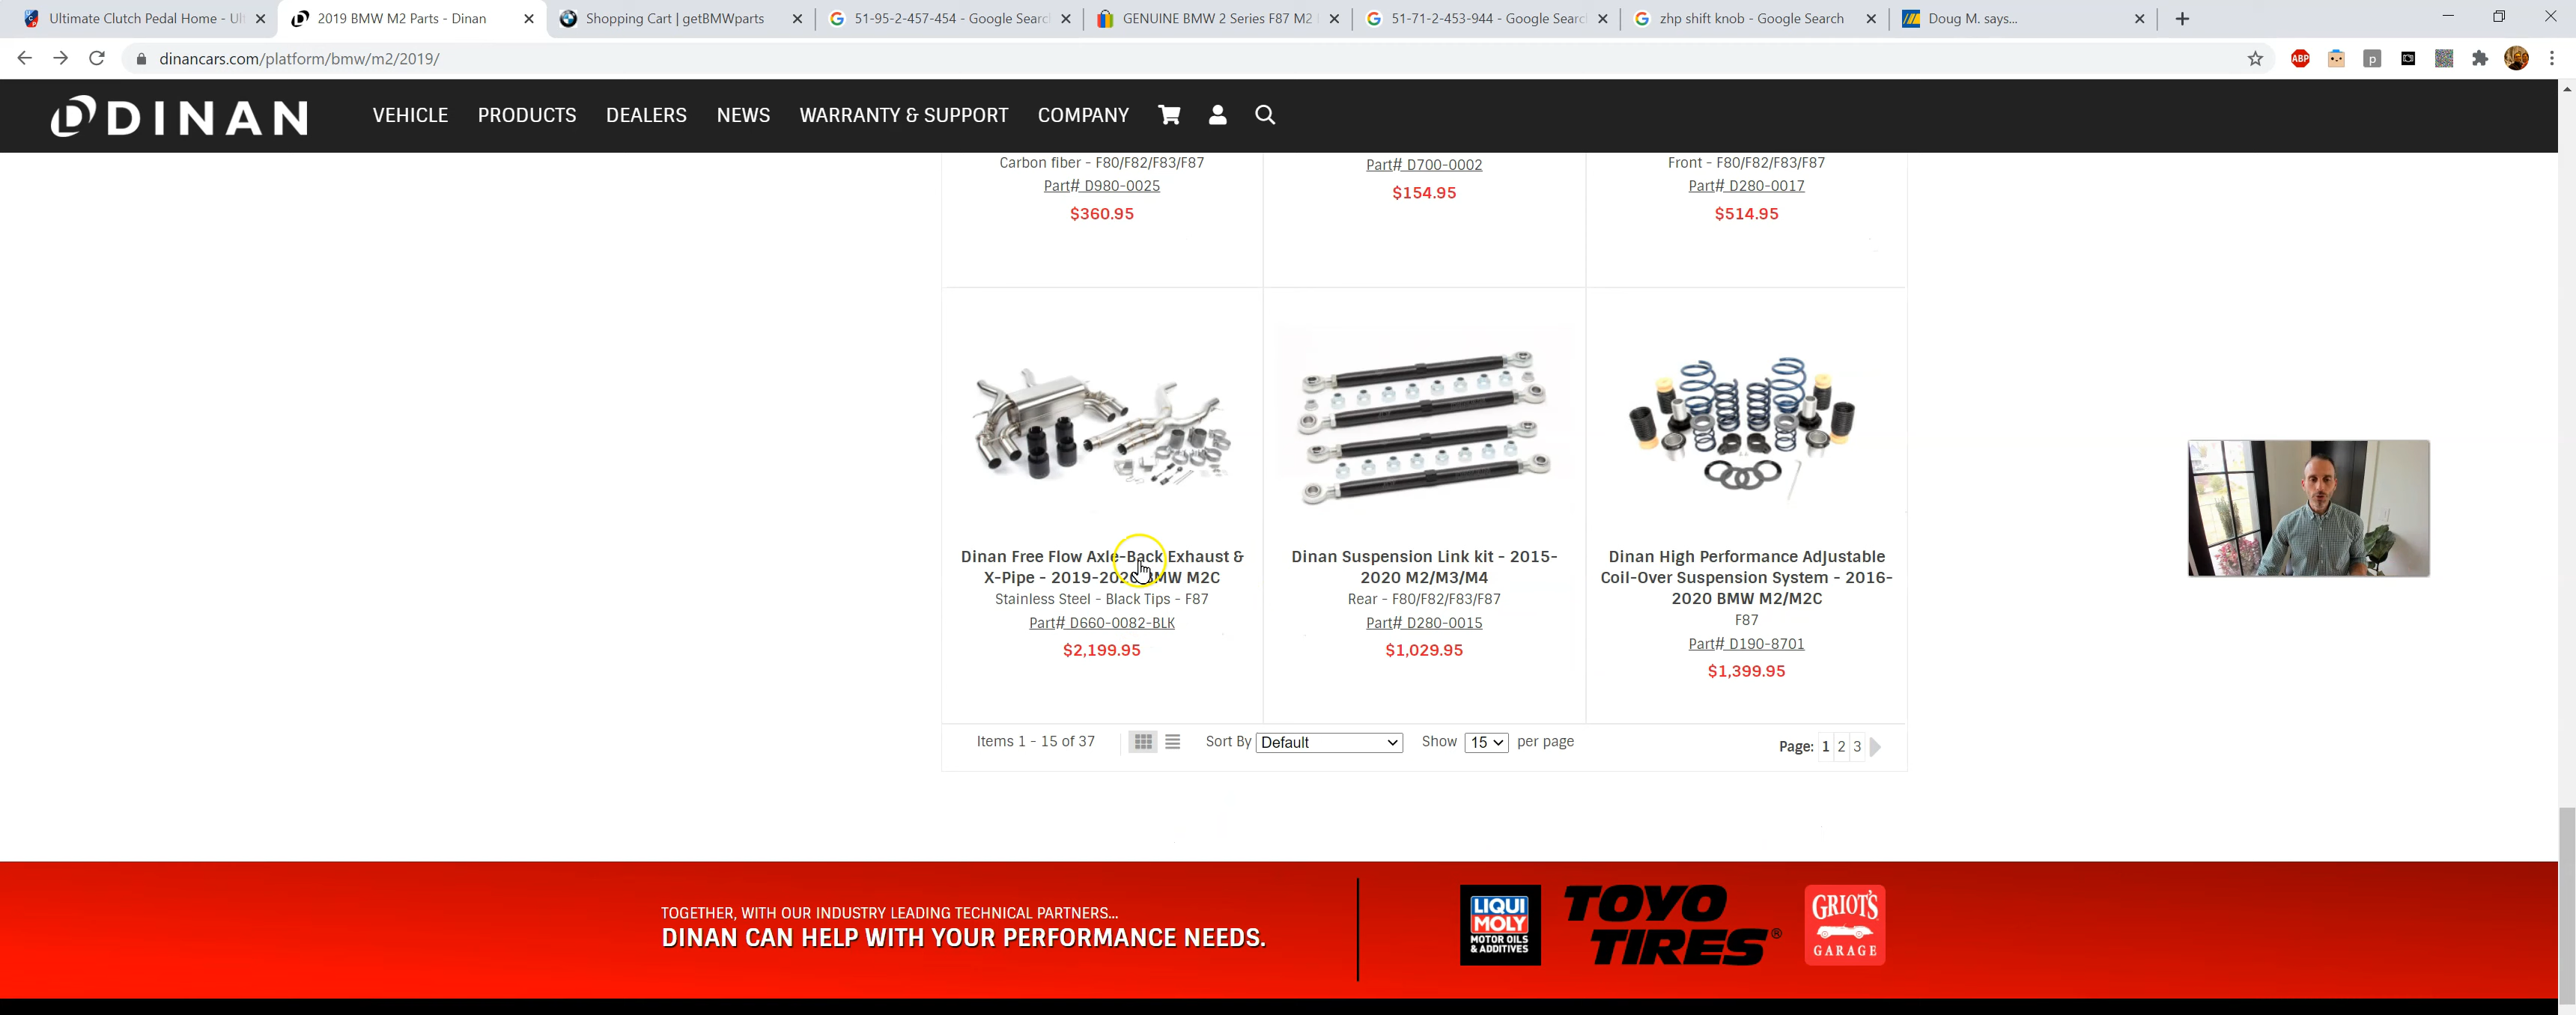 Ultimate Clutch Pedal Home - Ul
2019 BMW M2 Parts - Dinan
Shopping Cart | getBMWparts
51-95-2-457-454 - Google Searc
GENUINE BMW 2 Series F87 M2
51-71-2-453-944 - Google Searc
zhp shift knob - Google Search
Doug M. says...
dinancars.com/platform/bmw/m2/2019/
ABP
p
DINAN
VEHICLE PRODUCTS DEALERS NEWS WARRANTY & SUPPORT COMPANY
Carbon fiber - F80/F82/F83/F87
Part# D980-0025
$360.95
Part# D700-0002
$154.95
Front - F80/F82/F83/F87
Part# D280-0017
$514.95
Dinan Free Flow Axle-Back Exhaust &
X-Pipe - 2019-2020 BMW M2C
Stainless Steel - Black Tips - F87
Part# D660-0082-BLK
$2,199.95
Dinan Suspension Link kit - 2015-
2020 M2/M3/M4
Rear - F80/F82/F83/F87
Part# D280-0015
$1,029.95
Dinan High Performance Adjustable
Coil-Over Suspension System - 2016-
2020 BMW M2/M2C
F87
Part# D190-8701
$1,399.95
Items 1 - 15 of 37 Sort By Default Show 15 per page Page: 1 2 3
TOGETHER, WITH OUR INDUSTRY LEADING TECHNICAL PARTNERS...
DINAN CAN HELP WITH YOUR PERFORMANCE NEEDS.
LIQUI
MOLY
MOTOR OILS
& ADDITIVES
TOYO
TIRES®
GRIOT'S
GARAGE